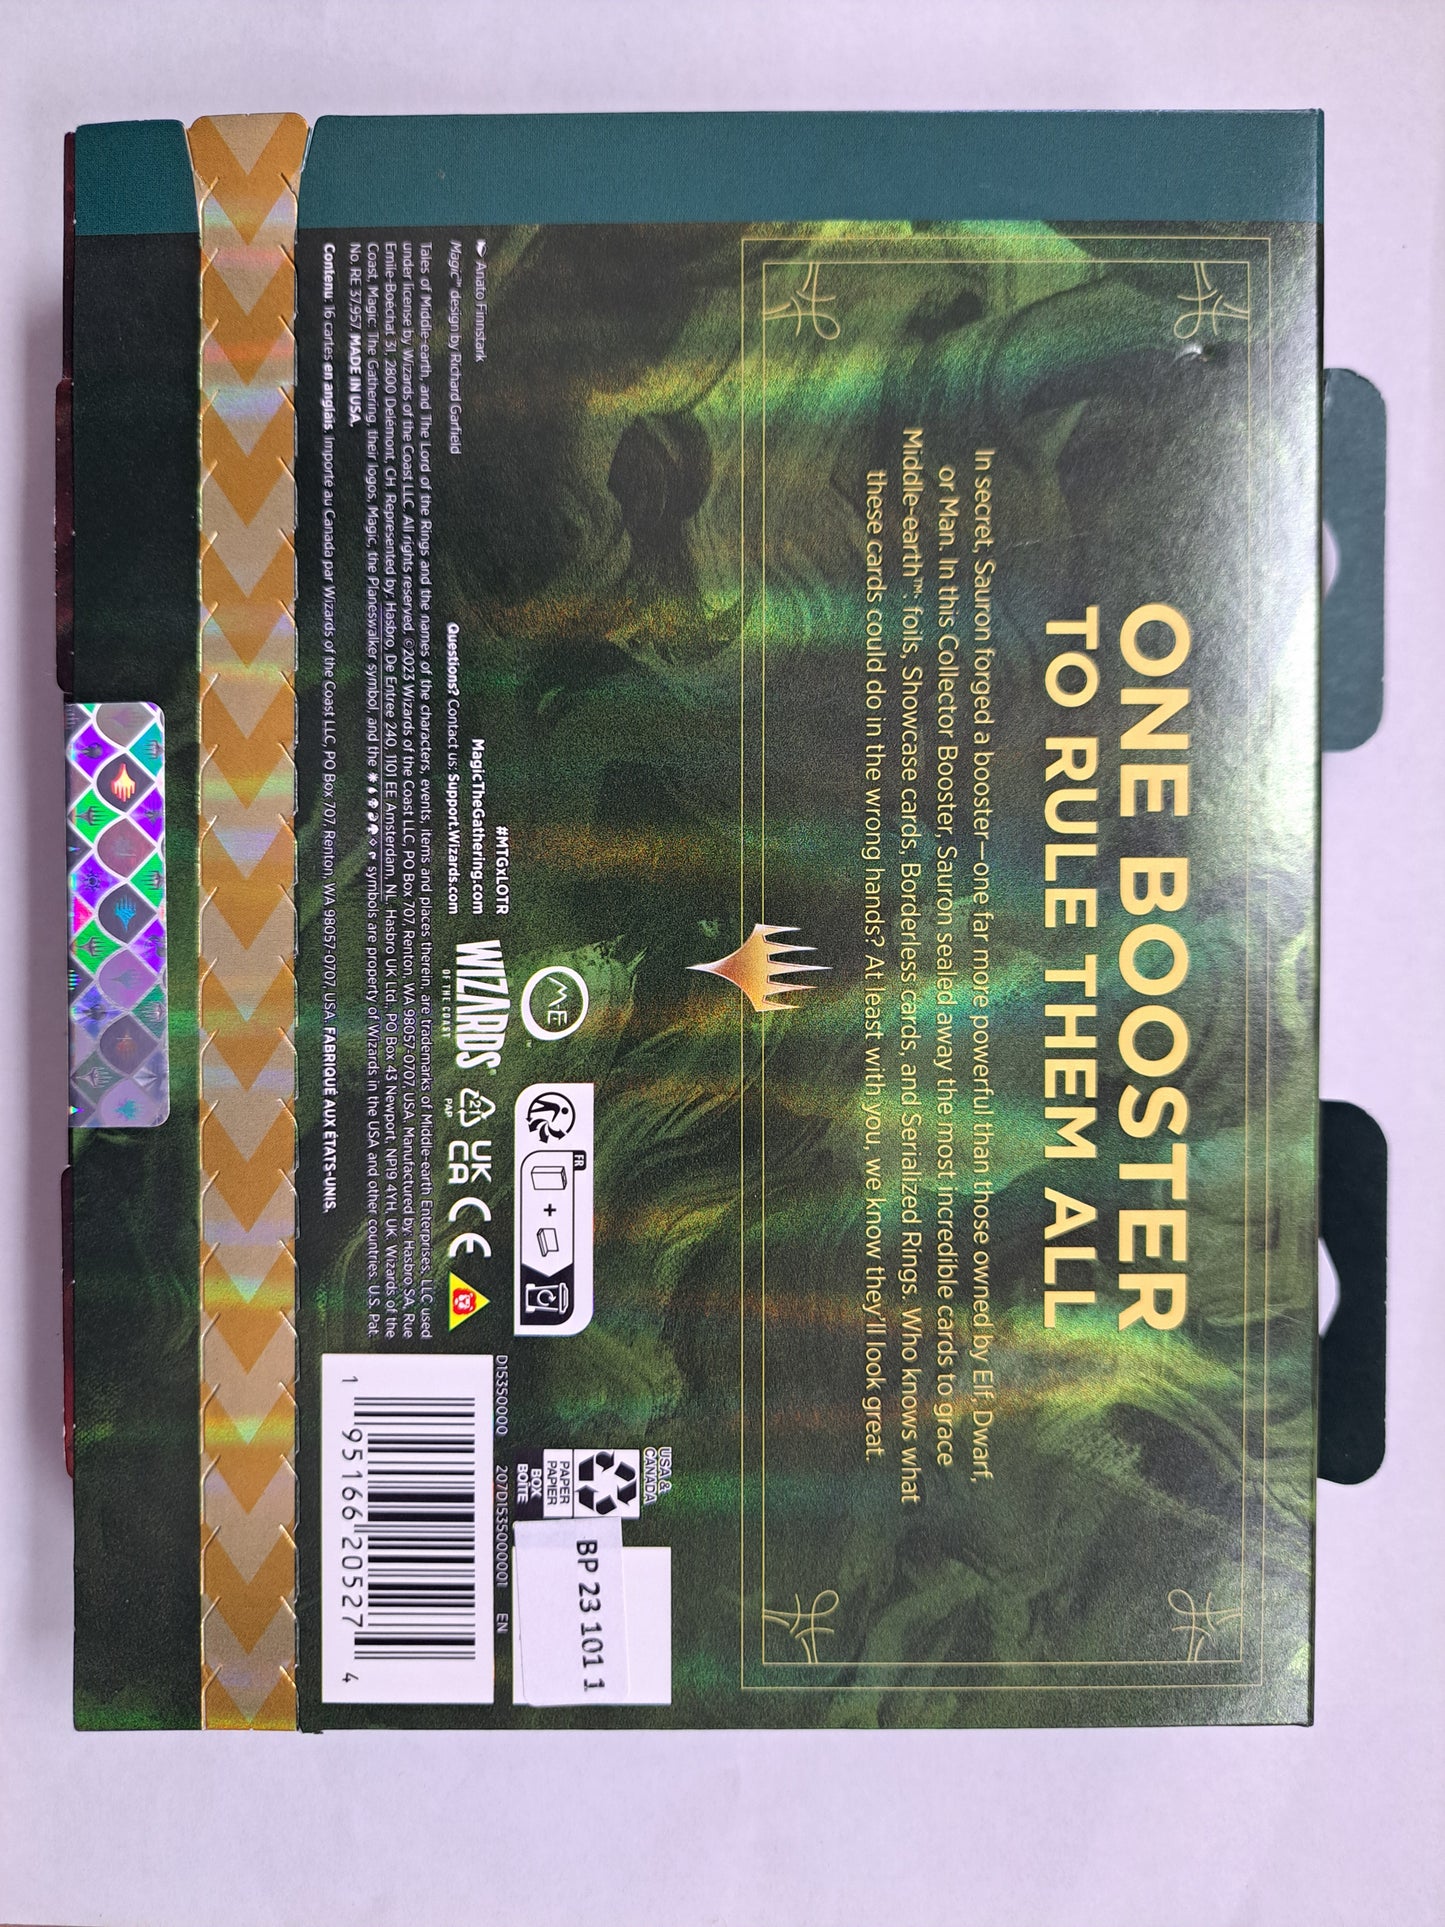 ONE BOOSTER
TO RULE THEM ALL
In secret, Sauron forged a booster—one far more powerful than those owned by Elf, Dwarf,
or Man. In this Collector Booster, Sauron sealed away the most incredible cards to grace
Middle-earth™: foils, Showcase cards, Borderless cards, and Serialized Rings. Who knows what
these cards could do in the wrong hands? At least with you, we know they'll look great.
Anato Finnstark
Magic™ design by Richard Garfield
#MTGxLOTR
MagicTheGathering.com
Questions? Contact us: Support.Wizards.com
M-E™
WIZARDS®
OF THE COAST
FR
+
21
PAP
UK
CA
CE
Tales of Middle-earth, and The Lord of the Rings and the names of the characters, events, items and places therein, are trademarks of Middle-earth Enterprises, LLC used
under license by Wizards of the Coast LLC. All rights reserved. ©2023 Wizards of the Coast LLC, PO Box 707, Renton, WA 98057-0707, USA. Manufactured by: Hasbro SA, Rue
Emile-Boéchat 31, 2800 Delémont, CH. Represented by: Hasbro, De Entree 240, 1101 EE Amsterdam, NL. Hasbro UK Ltd., PO Box 43 Newport, NP19 4YH, UK. Wizards of the
Coast, Magic: The Gathering, their logos, Magic, the Planeswalker symbol, and the symbols are property of Wizards in the USA and other countries. U.S. Pat.
No. RE 37,957. MADE IN USA.
Contenu: 16 cartes en anglais. Importé au Canada par Wizards of the Coast LLC, PO Box 707, Renton, WA 98057-0707, USA. FABRIQUÉ AUX ÉTATS-UNIS.
USA &
CANADA
PAPER
PAPIER
BOX
BOÎTE
BP 23 101 1
D15350000 207D15350000001 EN
1 95166 20527 4